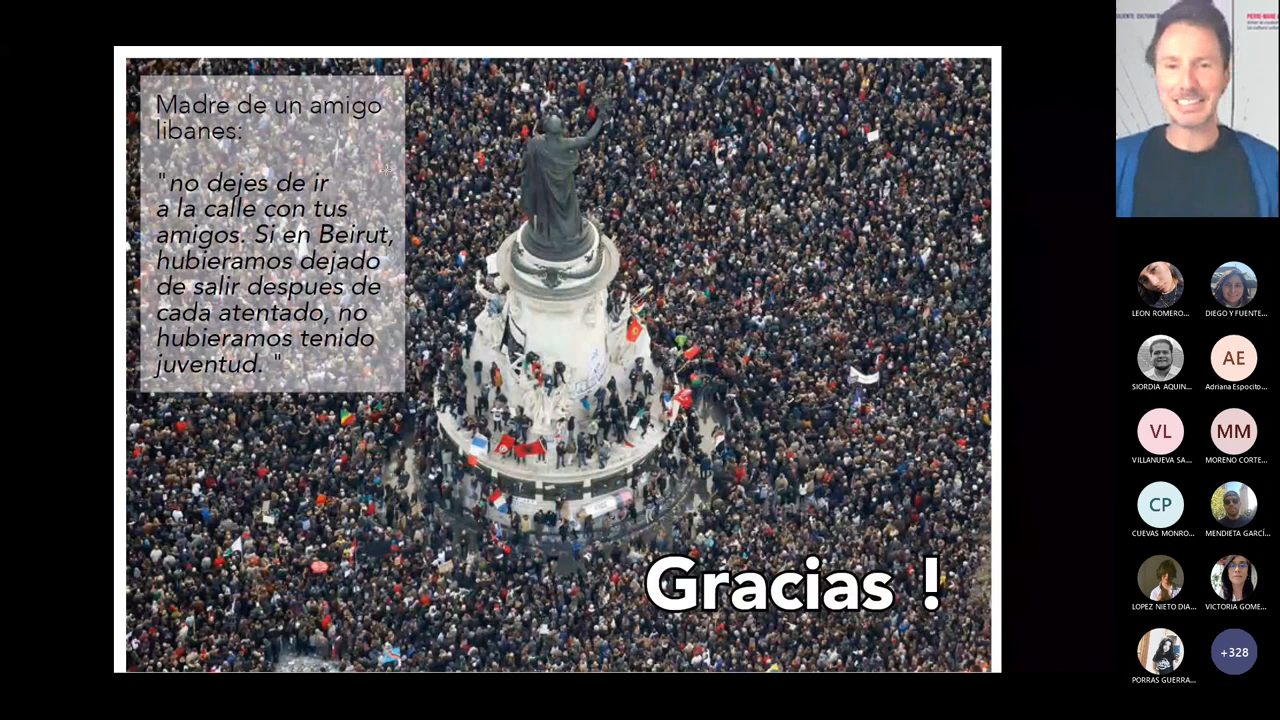 Madre de un amigo
libanes:
"no dejes de ir
a la calle con tus
amigos. Si en Beirut,
hubieramos dejado
de salir despues de
cada atentado, no
hubieramos tenido
juventud. "
Gracias !
LEON ROMERO...
DIEGO Y FUENTE...
SIORDIA AQUIN...
AE
Adriana Espocito...
VL
VILLANUEVA SA...
MM
MORENO CORTE...
CP
CUEVAS MONRO...
MENDIETA GARCÍ...
LOPEZ NIETO DIA...
VICTORIA GOME...
PORRAS GUERRA...
+328